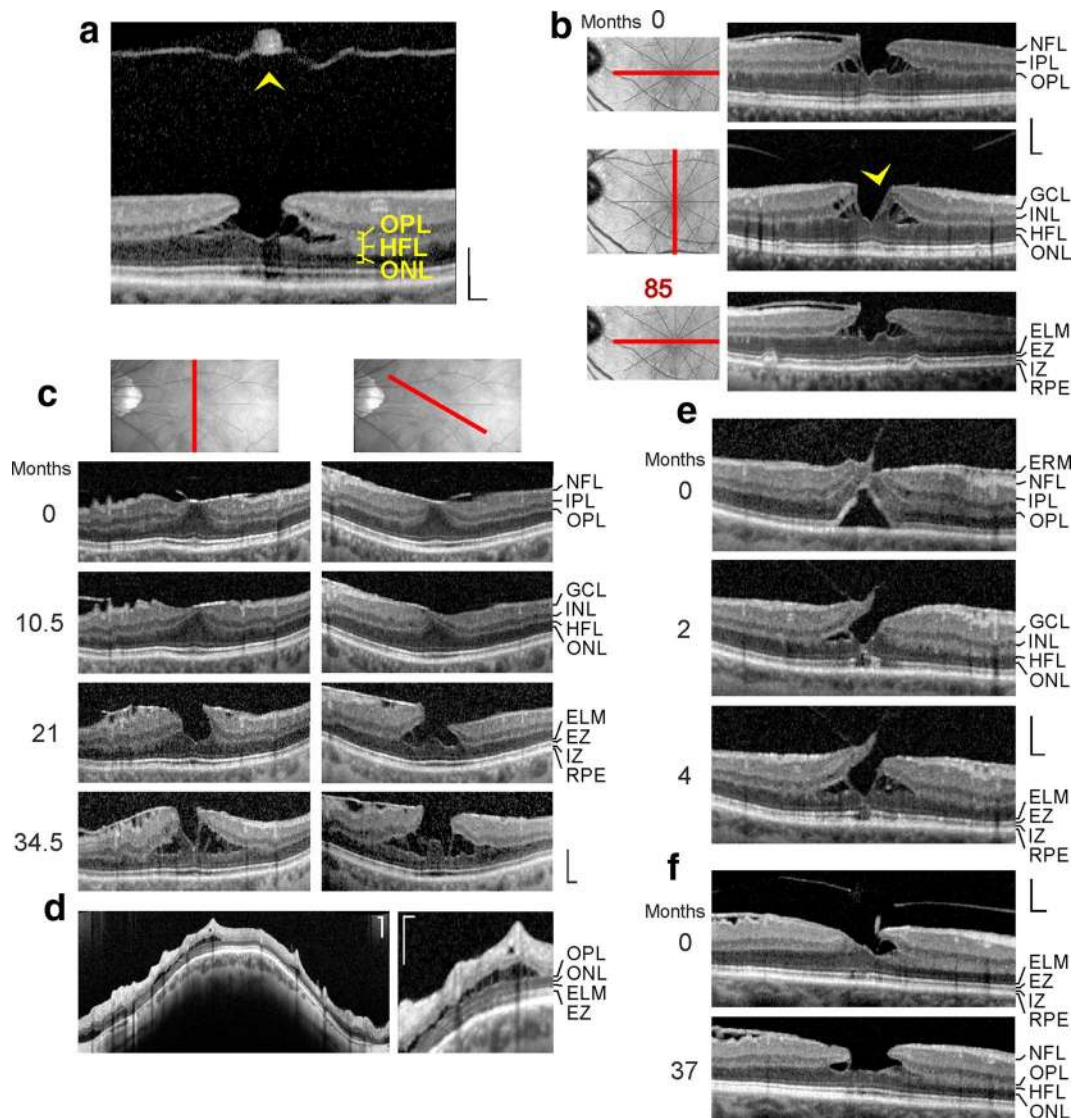 a
OPL
HFL
ONL
b
Months 0
NFL
IPL
OPL
GCL
INL
HFL
ONL
85
ELM
EZ
IZ
RPE
c
Months
0
NFL
IPL
OPL
10.5
GCL
INL
HFL
ONL
21
ELM
EZ
IZ
RPE
34.5
d
OPL
ONL
ELM
EZ
e
Months
0
ERM
NFL
IPL
OPL
2
GCL
INL
HFL
ONL
4
ELM
EZ
IZ
RPE
f
Months
0
ELM
EZ
IZ
RPE
37
NFL
OPL
HFL
ONL